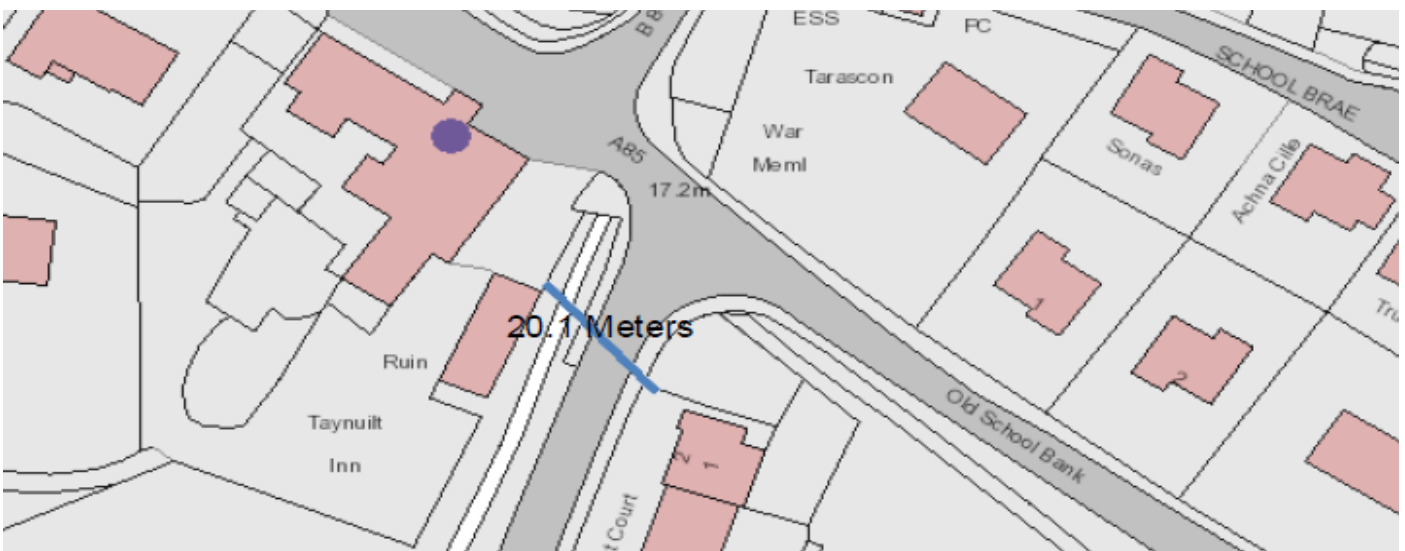 ESS
PC
B8
SCHOOL BRAE
Tarascon
War
Meml
A85
17.2m
Sonas
Achna Cille
1
20.1 Meters
Ruin
2
Taynuilt
Inn
Old School Bank
2
1
t Court